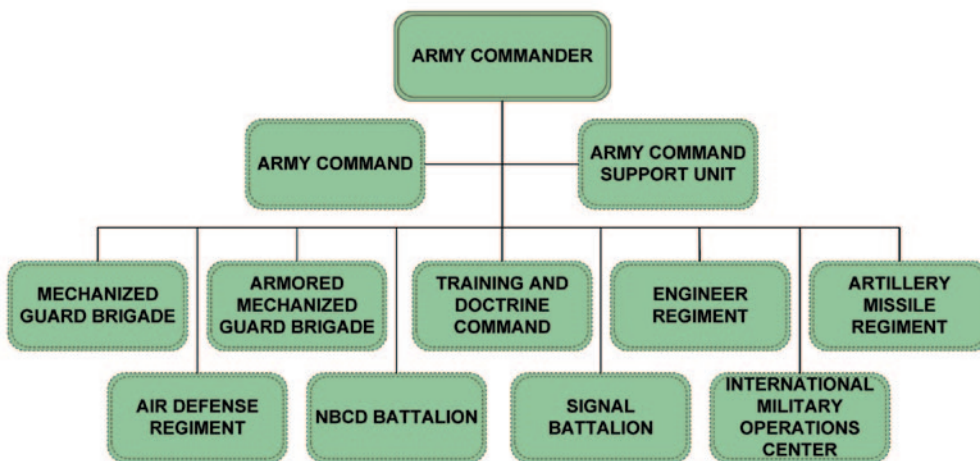 ARMY COMMANDER
ARMY COMMAND
ARMY COMMAND
SUPPORT UNIT
MECHANIZED
GUARD BRIGADE
ARMORED
MECHANIZED
GUARD BRIGADE
TRAINING AND
DOCTRINE
COMMAND
ENGINEER
REGIMENT
ARTILLERY
MISSILE
REGIMENT
AIR DEFENSE
REGIMENT
NBCD BATTALION
SIGNAL
BATTALION
INTERNATIONAL
MILITARY
OPERATIONS
CENTER